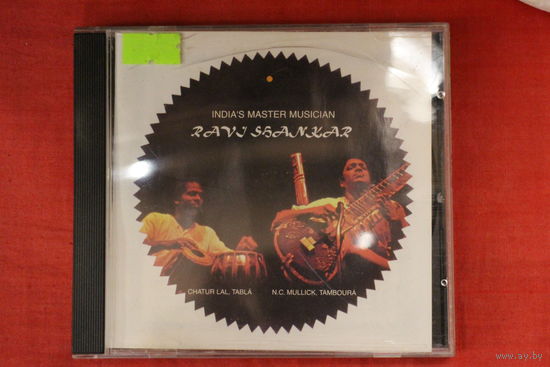 INDIA'S MASTER MUSICIAN
RAVI SHANKAR
CHATUR LAL, TABLA N.C. MULLICK, TAMBOURA
www.ay.by